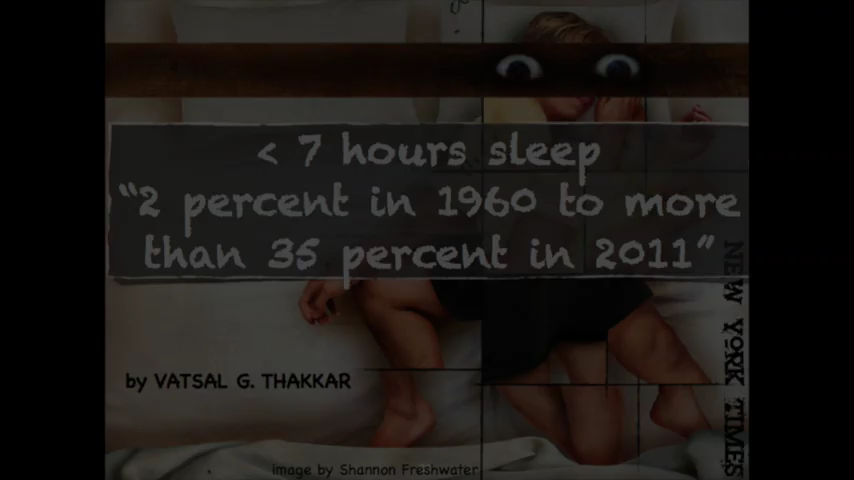 < 7 hours sleep
“2 percent in 1960 to more
than 35 percent in 2011”
NEW YORK TIMES
by VATSAL G. THAKKAR
image by Shannon Freshwater